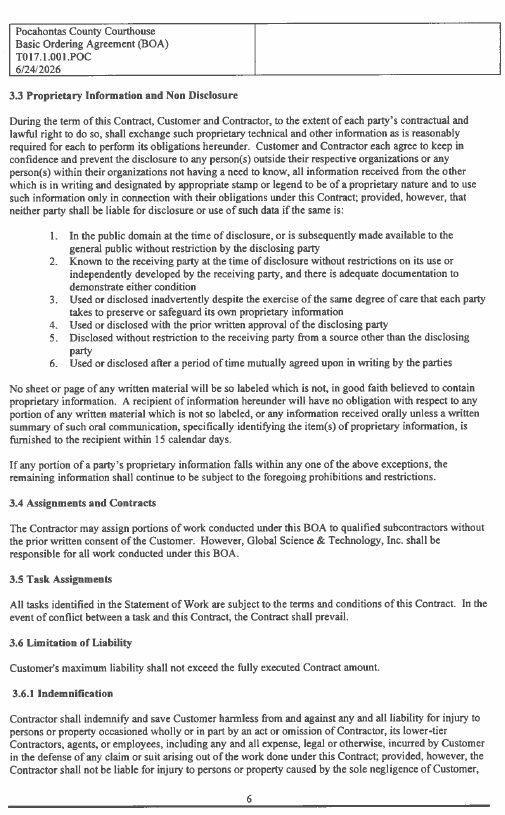 Pocahontas County Courthouse
Basic Ordering Agreement (BOA)
T017.1.001.POC
6/24/2026
3.3 Proprietary Information and Non Disclosure
During the term of this Contract, Customer and Contractor, to the extent of each party's contractual and
lawful right to do so, shall exchange such proprietary technical and other information as is reasonably
required for each to perform its obligations hereunder. Customer and Contractor each agree to keep in
confidence and prevent the disclosure to any person(s) outside their respective organizations or any
person(s) within their organizations not having a need to know, all information received from the other
which is in writing and designated by appropriate stamp or legend to be of a proprietary nature and to use
such information only in connection with their obligations under this Contract; provided, however, that
neither party shall be liable for disclosure or use of such data if the same is:
1. In the public domain at the time of disclosure, or is subsequently made available to the
general public without restriction by the disclosing party
2. Known to the receiving party at the time of disclosure without restrictions on its use or
independently developed by the receiving party, and there is adequate documentation to
demonstrate either condition
3. Used or disclosed inadvertently despite the exercise of the same degree of care that each party
takes to preserve or safeguard its own proprietary information
4. Used or disclosed with the prior written approval of the disclosing party
5. Disclosed without restriction to the receiving party from a source other than the disclosing
party
6. Used or disclosed after a period of time mutually agreed upon in writing by the parties
No sheet or page of any written material will be so labeled which is not, in good faith believed to contain
proprietary information. A recipient of information hereunder will have no obligation with respect to any
portion of any written material which is not so labeled, or any information received orally unless a written
summary of such oral communication, specifically identifying the item(s) of proprietary information, is
furnished to the recipient within 15 calendar days.
If any portion of a party's proprietary information falls within any one of the above exceptions, the
remaining information shall continue to be subject to the foregoing prohibitions and restrictions.
3.4 Assignments and Contracts
The Contractor may assign portions of work conducted under this BOA to qualified subcontractors without
the prior written consent of the Customer. However, Global Science & Technology, Inc. shall be
responsible for all work conducted under this BOA.
3.5 Task Assignments
All tasks identified in the Statement of Work are subject to the terms and conditions of this Contract. In the
event of conflict between a task and this Contract, the Contract shall prevail.
3.6 Limitation of Liability
Customer's maximum liability shall not exceed the fully executed Contract amount.
3.6.1 Indemnification
Contractor shall indemnify and save Customer harmless from and against any and all liability for injury to
persons or property occasioned wholly or in part by an act or omission of Contractor, its lower-tier
Contractors, agents, or employees, including any and all expense, legal or otherwise, incurred by Customer
in the defense of any claim or suit arising out of the work done under this Contract; provided, however, the
Contractor shall not be liable for injury to persons or property caused by the sole negligence of Customer,
6